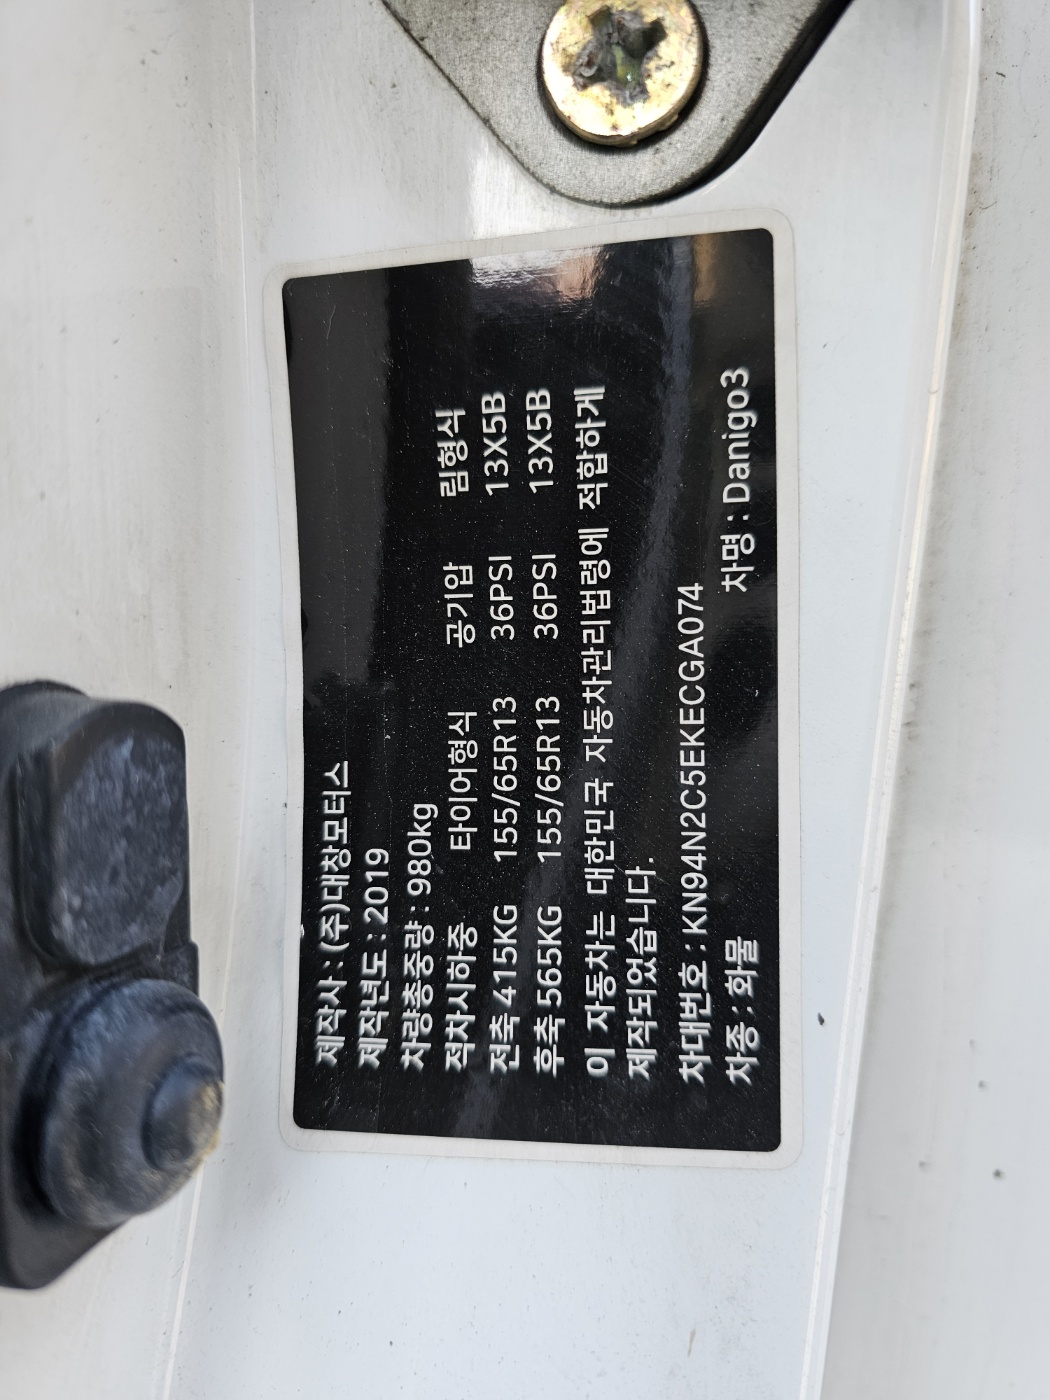 제작사 : (주)대창모터스
제작년도 : 2019
차량총중량 : 980kg
적차시하중 타이어형식 공기압 림형식
전축 415KG 155/65R13 36PSI 13X5B
후축 565KG 155/65R13 36PSI 13X5B
이 자동차는 대한민국 자동차관리법령에 적합하게
제작되었습니다.
차대번호 : KN94N2C5EKECGA074
차종 : 화물 차명 : Danigo3